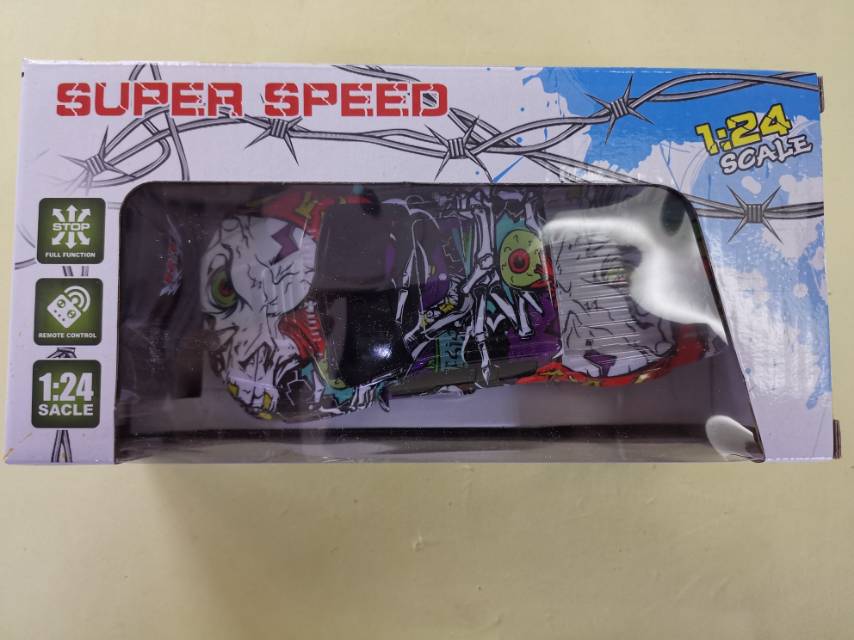 SUPER SPEED
1:24
SCALE
STOP
FULL FUNCTION
REMOTE CONTROL
1:24
SACLE